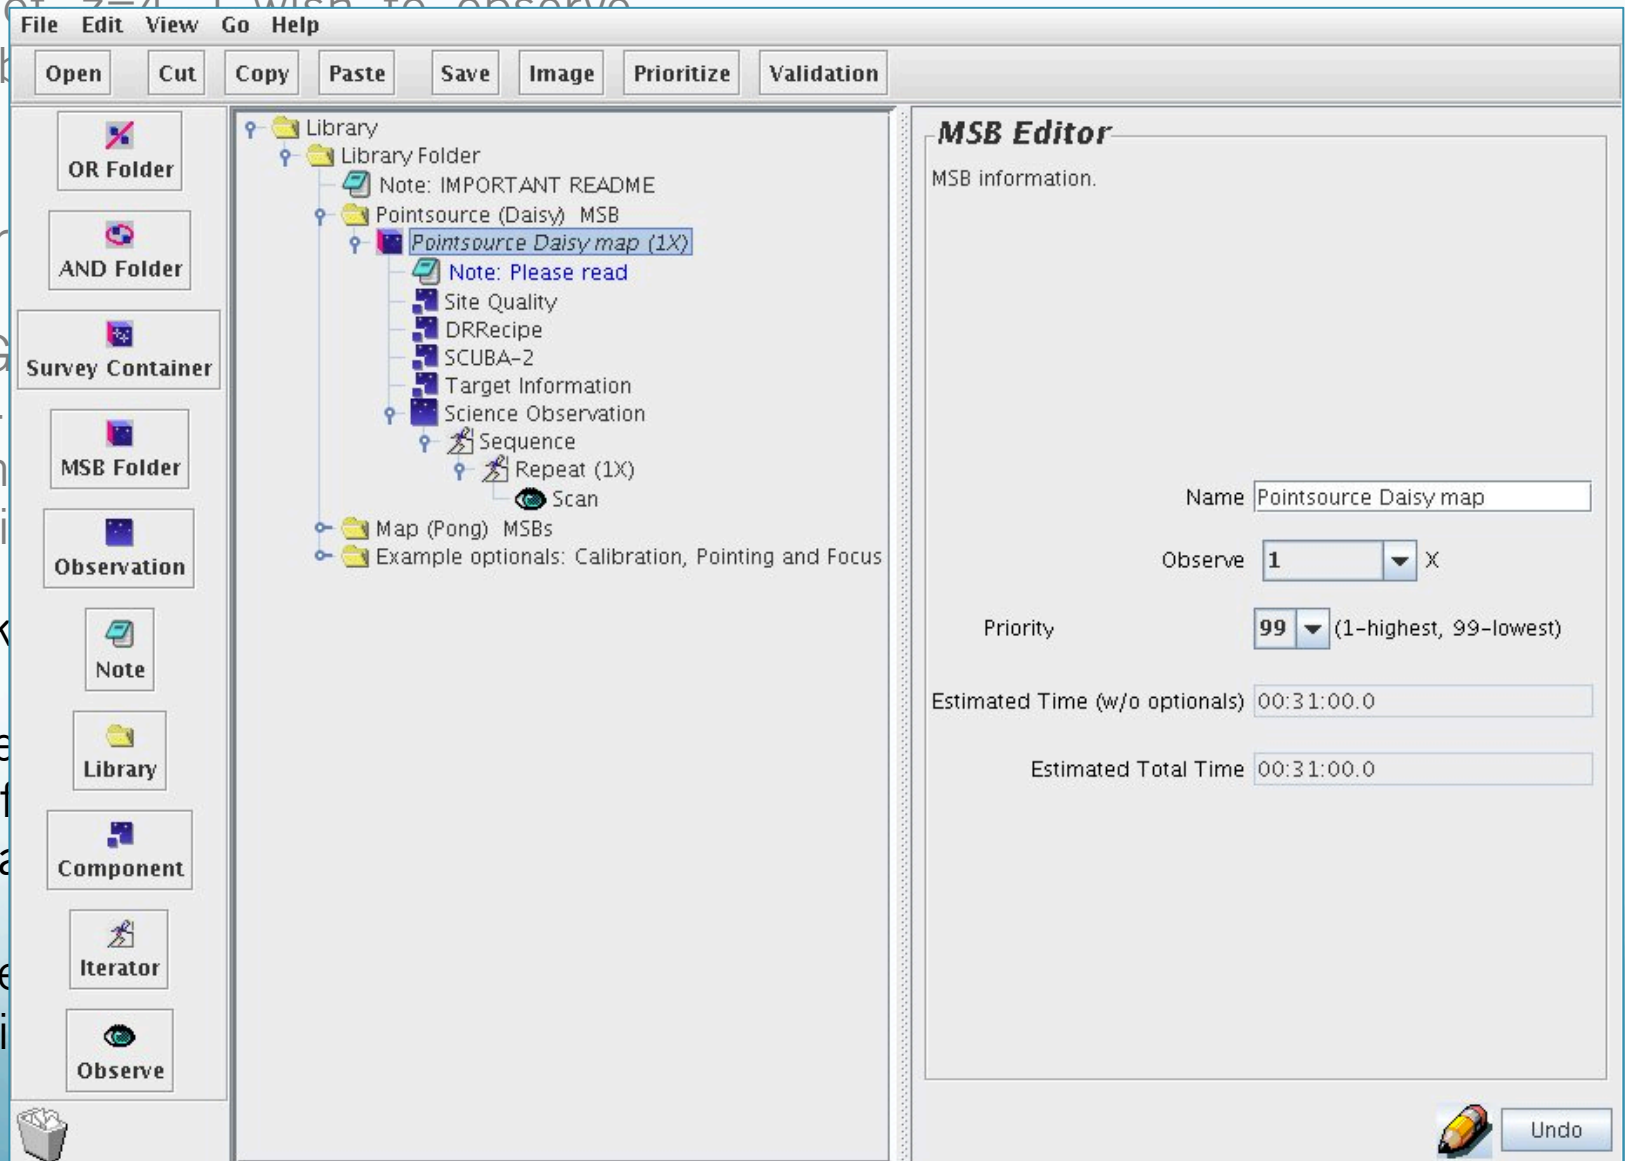 of z=4. I wish to observe
File Edit View Go Help
Open Cut Copy Paste Save Image Prioritize Validation
OR Folder
AND Folder
Survey Container
MSB Folder
Observation
Note
Library
Component
Iterator
Observe
Library
Library Folder
Note: IMPORTANT README
Pointsource (Daisy) MSB
Pointsource Daisy map (1X)
Note: Please read
Site Quality
DRRecipe
SCUBA-2
Target Information
Science Observation
Sequence
Repeat (1X)
Scan
Map (Pong) MSBs
Example optionals: Calibration, Pointing and Focus
MSB Editor
MSB information.
Name Pointsource Daisy map
Observe 1 X
Priority 99 (1-highest, 99-lowest)
Estimated Time (w/o optionals) 00:31:00.0
Estimated Total Time 00:31:00.0
Undo